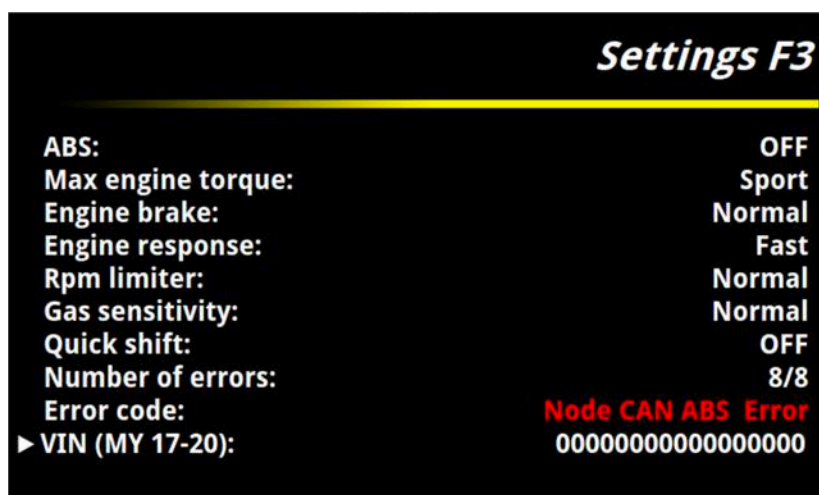 Settings F3
ABS: OFF
Max engine torque: Sport
Engine brake: Normal
Engine response: Fast
Rpm limiter: Normal
Gas sensitivity: Normal
Quick shift: OFF
Number of errors: 8/8
Error code: Node CAN ABS Error
VIN (MY 17-20): 00000000000000000